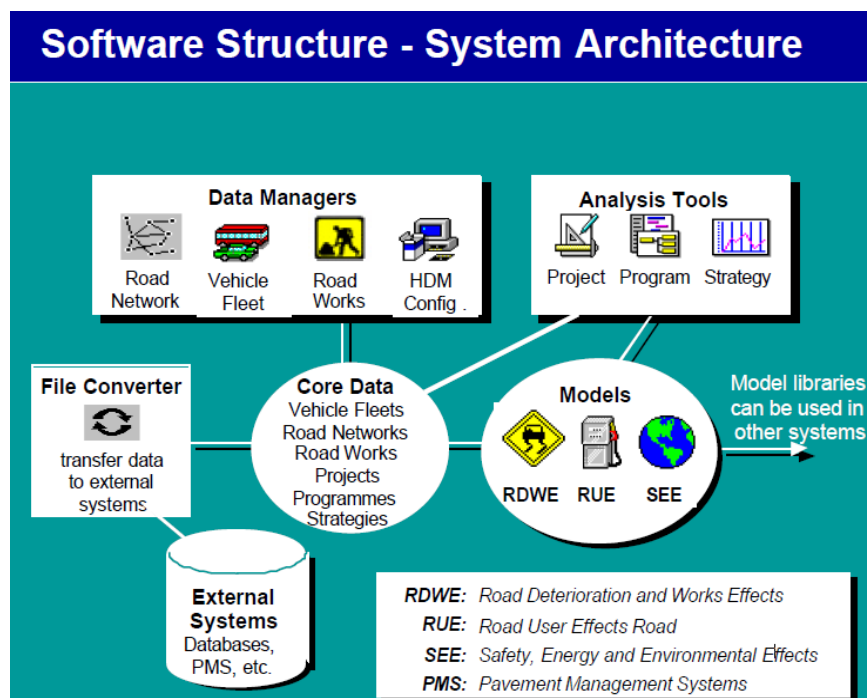 Software Structure - System Architecture
Data Managers
Road
Network
Vehicle
Fleet
Road
Works
HDM
Config .
Analysis Tools
Project Program Strategy
File Converter
transfer data
to external
systems
Core Data
Vehicle Fleets
Road Networks
Road Works
Projects
Programmes
Strategies
Models
RDWE RUE SEE
Model libraries
can be used in
other systems
External
Systems
Databases,
PMS, etc.
RDWE: Road Deterioration and Works Effects
RUE: Road User Effects Road
SEE: Safety, Energy and Environmental Effects
PMS: Pavement Management Systems